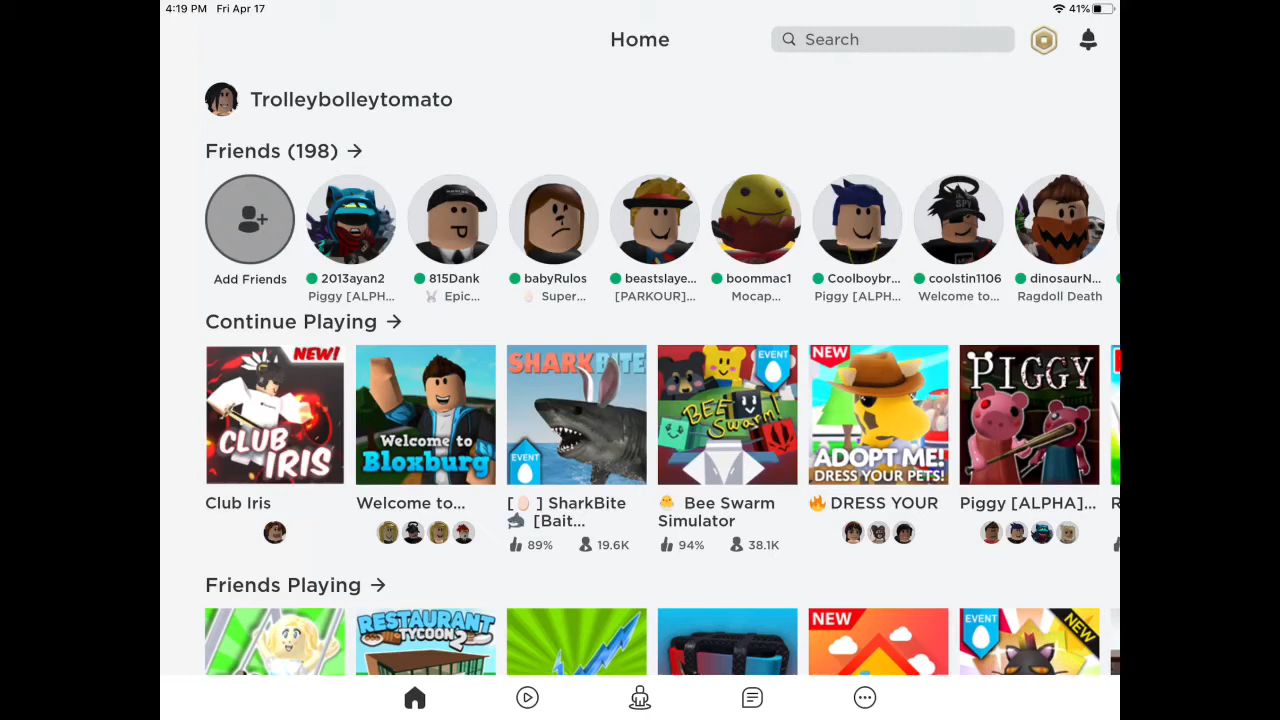 4:19 PM Fri Apr 17 41%
Home
Search
Trolleybolleytomato
Friends (198) →
Add Friends
2013ayan2
Piggy [ALPH...
815Dank
🐰 Epic...
babyRulos
🥚 Super...
beastslaye...
[PARKOUR]...
boommac1
Mocap...
Coolboybr...
Piggy [ALPH...
coolstin1106
Welcome to...
dinosaurN...
Ragdoll Death
SPY
Continue Playing →
NEW!
CLUB
IRIS
Welcome to
Bloxburg
SHARKBITE
EVENT
EVENT
BEE
Swarm!
NEW
ADOPT ME!
DRESS YOUR PETS!
PIGGY
Club Iris
Welcome to...
[🥚 ] SharkBite
🦈 [Bait...
89% 19.6K
🐣 Bee Swarm
Simulator
94% 38.1K
🔥 DRESS YOUR
Piggy [ALPHA]...
Friends Playing →
RESTAURANT
TYCOON 2
NEW
EVENT
NEW